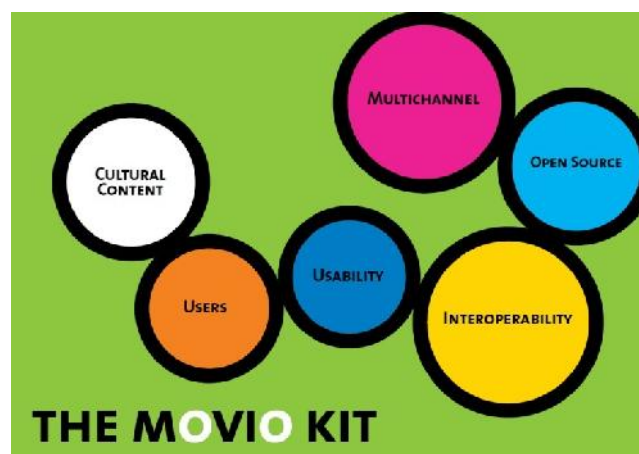 MULTICHANNEL
OPEN SOURCE
CULTURAL
CONTENT
USABILITY
USERS
INTEROPERABILITY
THE MOVIO KIT